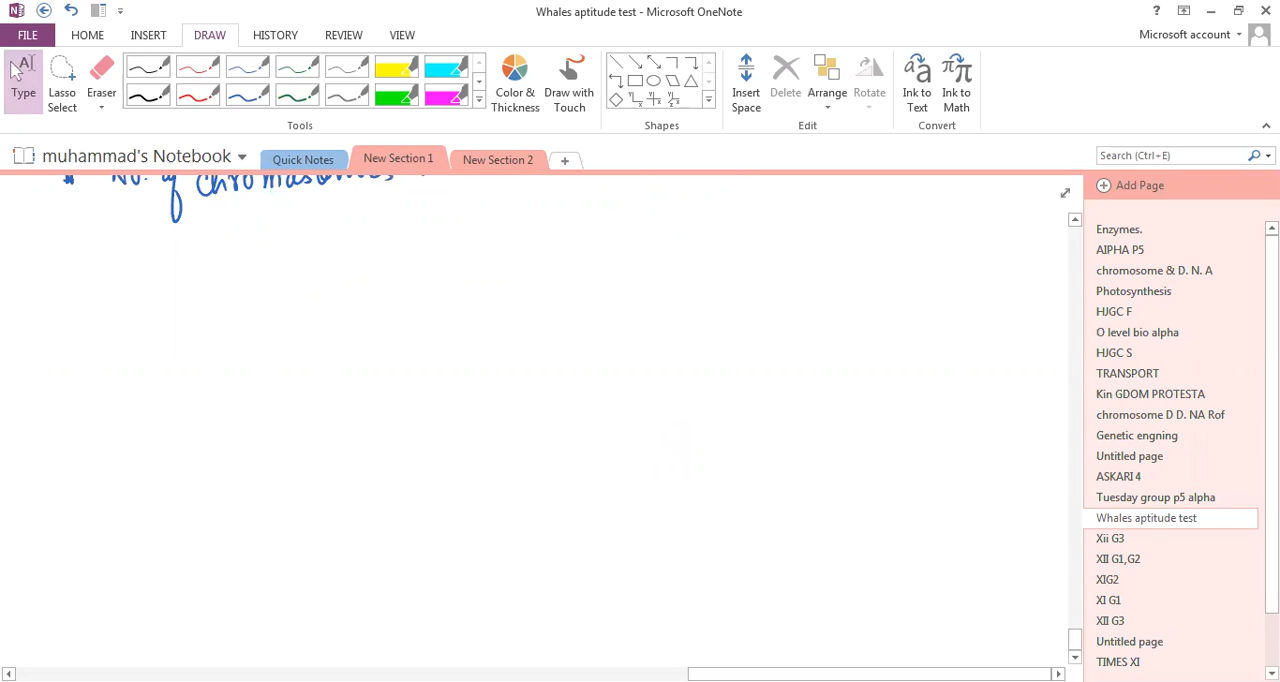 Whales aptitude test - Microsoft OneNote
FILE HOME INSERT DRAW HISTORY REVIEW VIEW
Microsoft account
Type
Lasso Select
Eraser
Color & Thickness
Draw with Touch
Insert Space
Delete
Arrange
Rotate
Ink to Text
Ink to Math
Tools
Shapes
Edit
Convert
muhammad's Notebook
Quick Notes
New Section 1
New Section 2
Search (Ctrl+E)
No. of chromasomes
Add Page
Enzymes.
AIPHA P5
chromosome & D. N. A
Photosynthesis
HJGC F
O level bio alpha
HJGC S
TRANSPORT
Kin GDOM PROTESTA
chromosome D D. NA Rof
Genetic engning
Untitled page
ASKARI 4
Tuesday group p5 alpha
Whales aptitude test
Xii G3
XII G1,G2
XIG2
XI G1
XII G3
Untitled page
TIMES XI